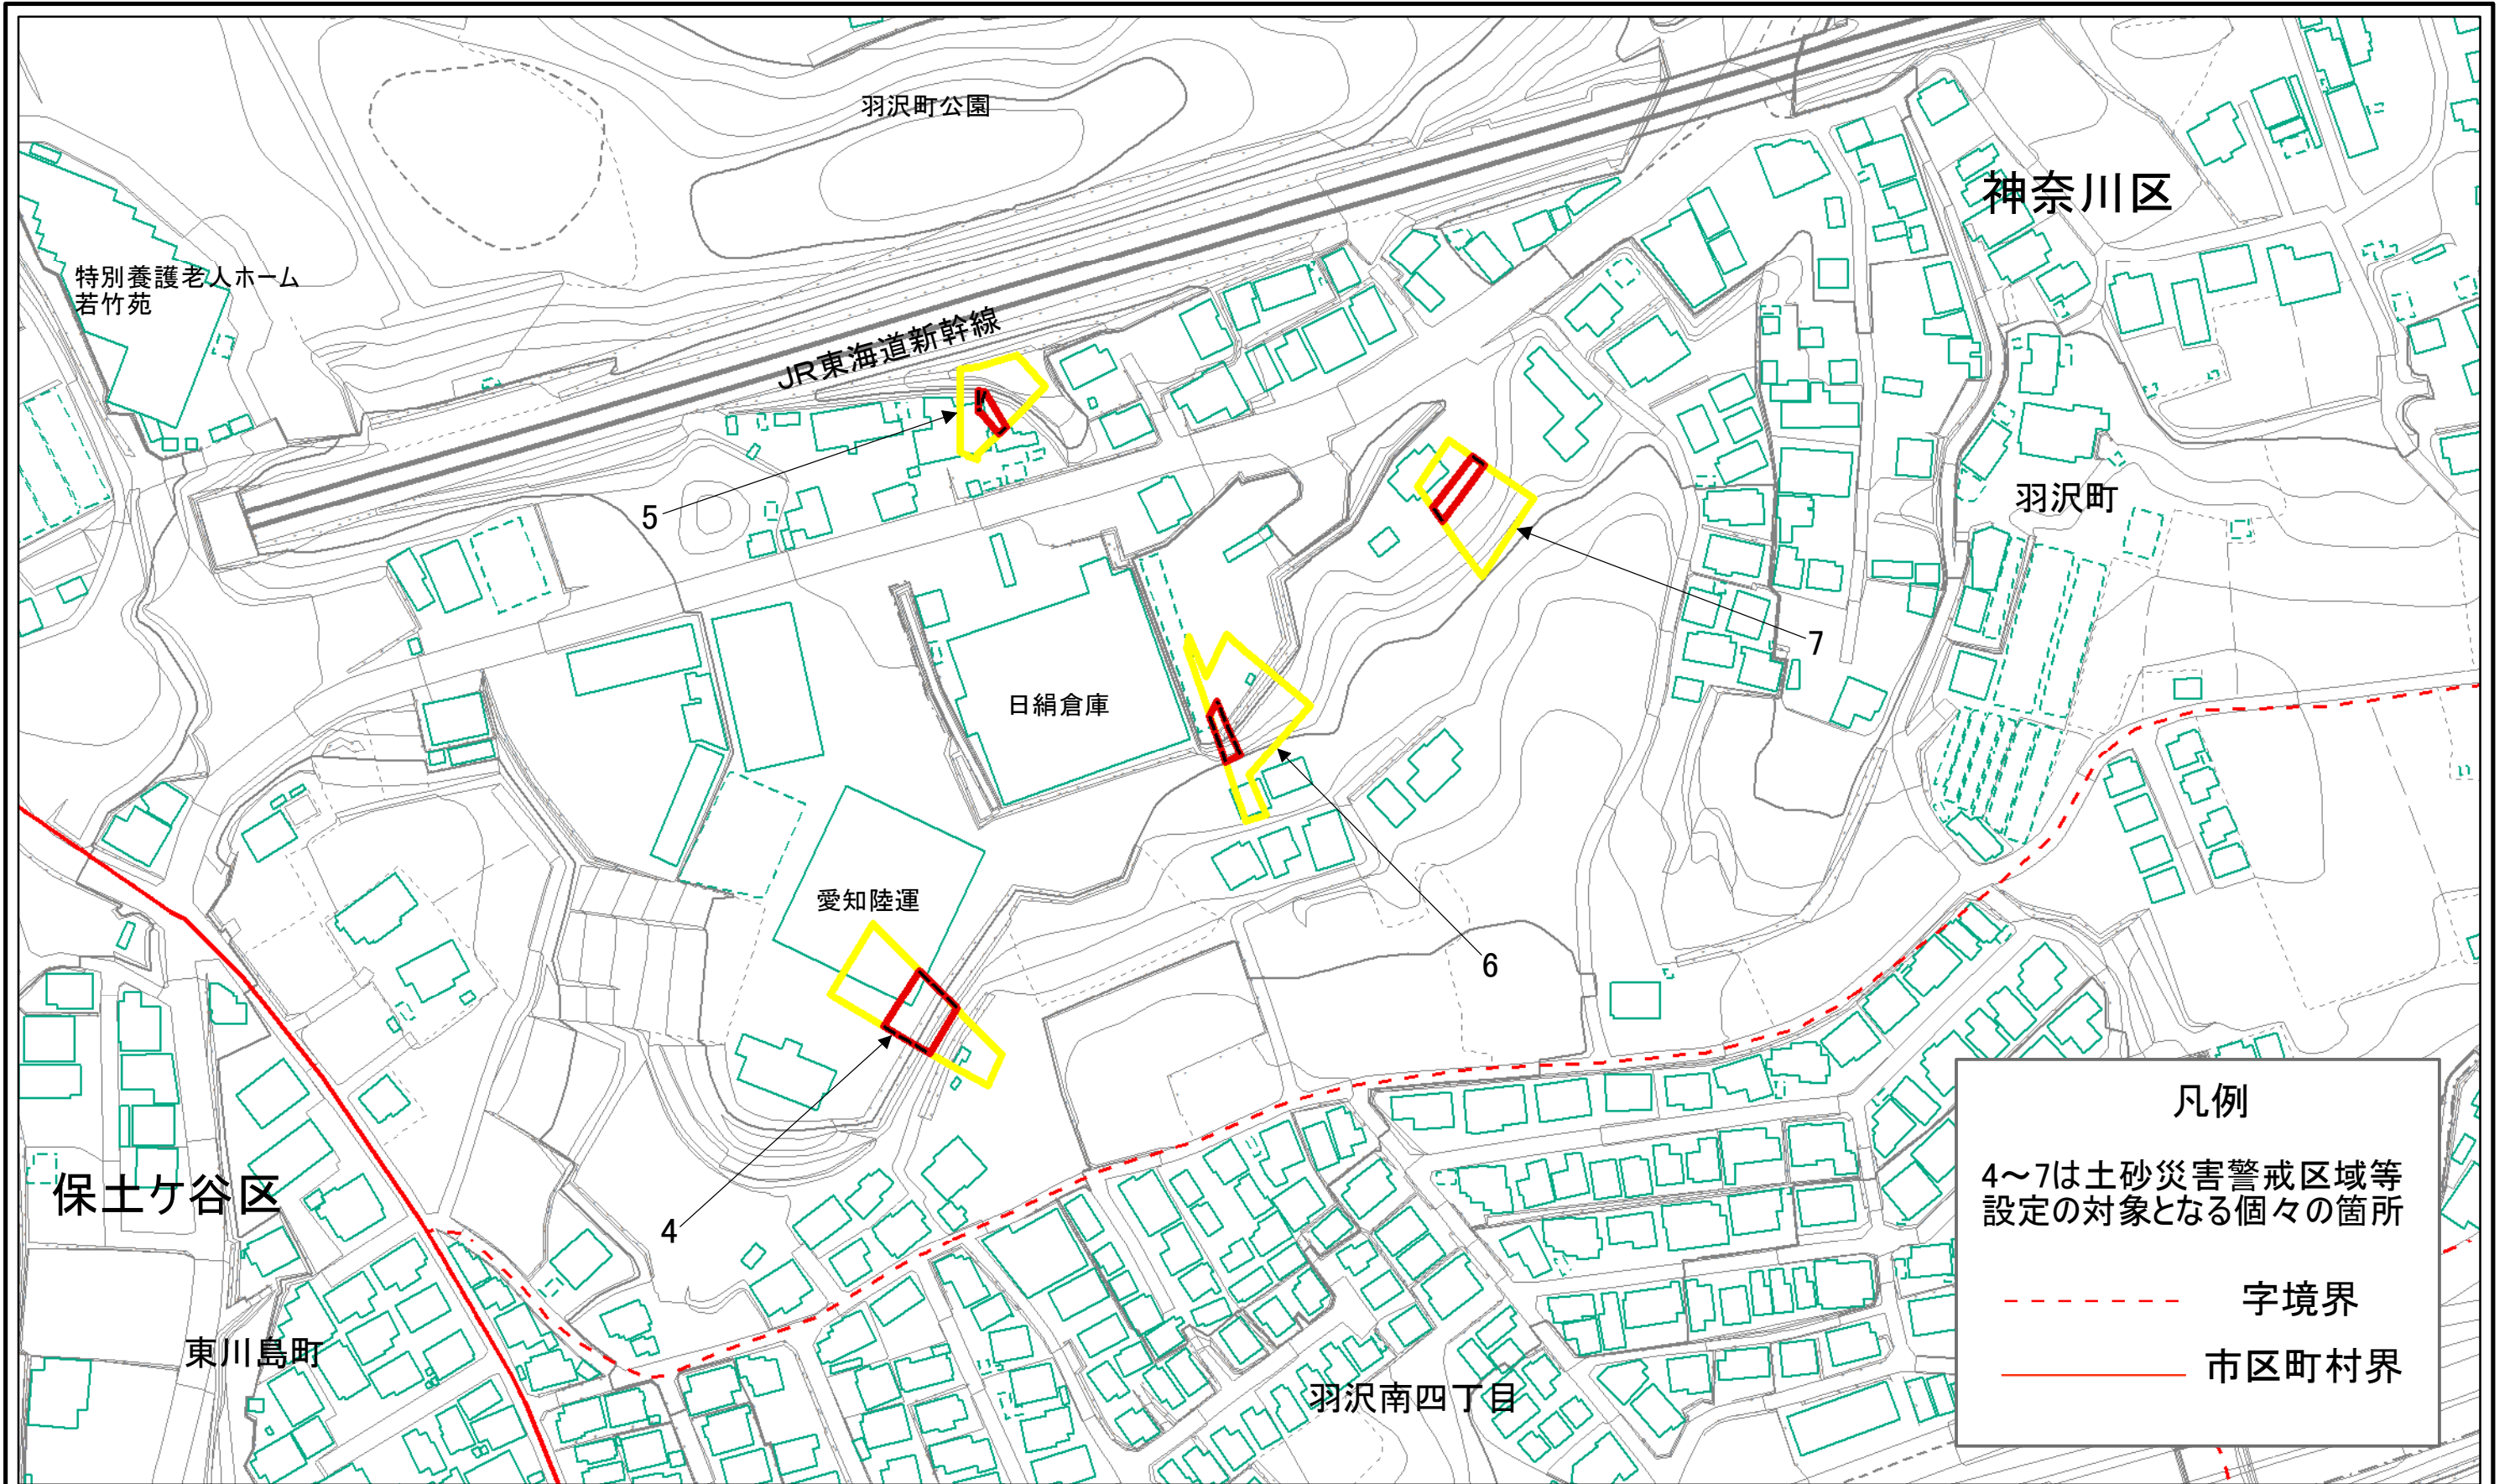 羽沢町公園
神奈川区
特別養護老人ホーム
若竹苑
JR東海道新幹線
5
羽沢町
7
日絹倉庫
愛知陸運
6
4
保土ケ谷区
東川島町
羽沢南四丁目
凡例
4～7は土砂災害警戒区域等
設定の対象となる個々の箇所
字境界
市区町村界